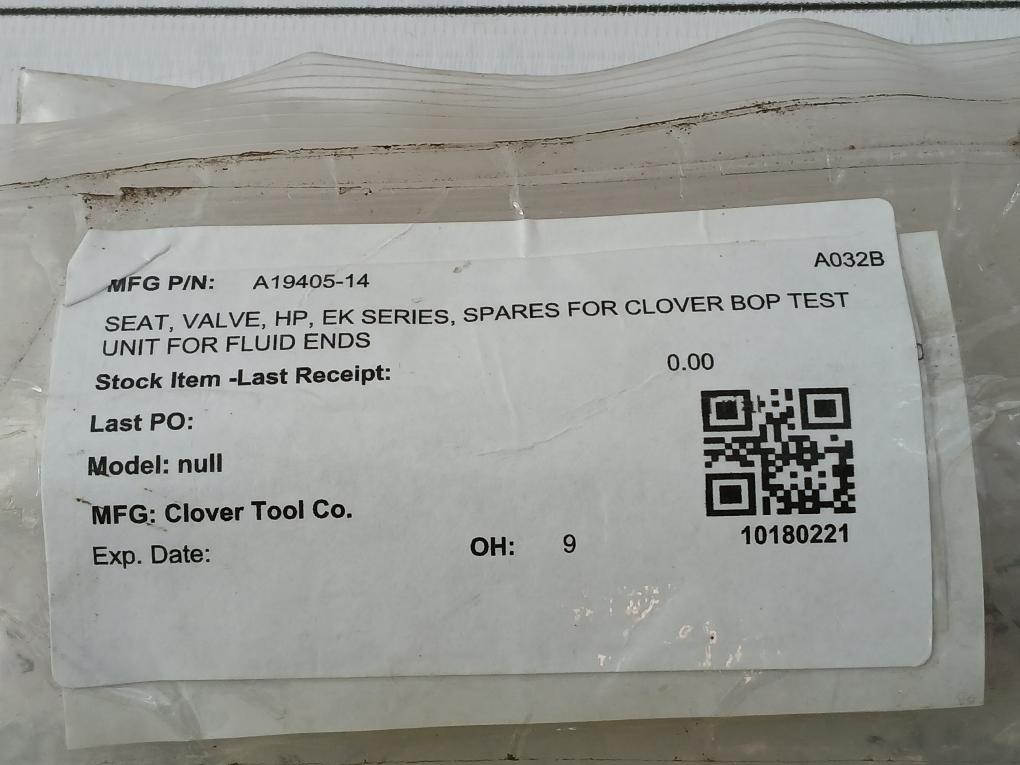 A032B
MFG P/N: A19405-14
SEAT, VALVE, HP, EK SERIES, SPARES FOR CLOVER BOP TEST
UNIT FOR FLUID ENDS
Stock Item -Last Receipt: 0.00
Last PO:
Model: null
MFG: Clover Tool Co.
Exp. Date: OH: 9
10180221